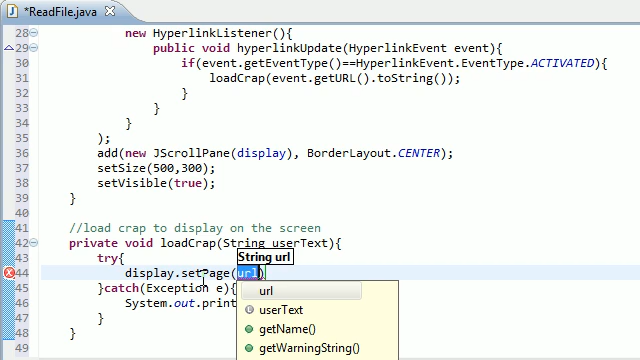 *ReadFile.java
28 new HyperlinkListener(){
29 public void hyperlinkUpdate(HyperlinkEvent event){
30 if(event.getEventType()==HyperlinkEvent.EventType.ACTIVATED){
31 loadCrap(event.getURL().toString());
32 }
33 }
34 }
35 );
36 add(new JScrollPane(display), BorderLayout.CENTER);
37 setSize(500,300);
38 setVisible(true);
39 }
40
41 //load crap to display on the screen
42 private void loadCrap(String userText){
43 try{
String url
44 display.setPage(url)
45 }catch(Exception e){
url
46 System.out.print
userText
47 }
getName()
48 }
getWarningString()
49